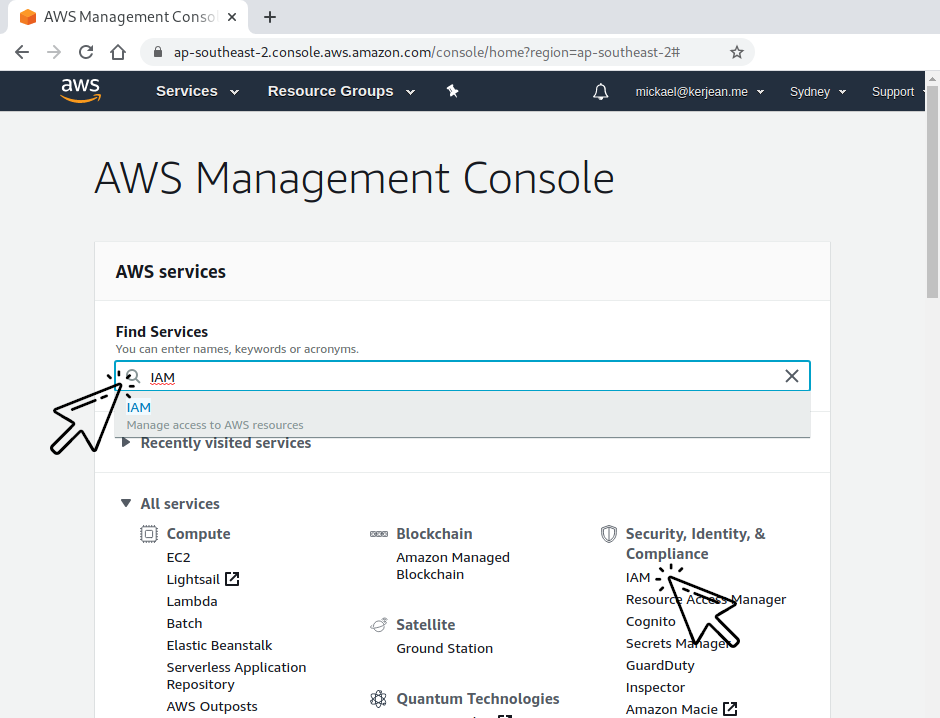 AWS Management Conso
ap-southeast-2.console.aws.amazon.com/console/home?region=ap-southeast-2#
aws Services Resource Groups mickael@kerjean.me Sydney Support
AWS Management Console
AWS services
Find Services
You can enter names, keywords or acronyms.
IAM
IAM
Manage access to AWS resources
Recently visited services
All services
Compute
EC2
Lightsail
Lambda
Batch
Elastic Beanstalk
Serverless Application
Repository
AWS Outposts
Blockchain
Amazon Managed
Blockchain
Satellite
Ground Station
Quantum Technologies
Security, Identity, &
Compliance
IAM
Resource Access Manager
Cognito
Secrets Manager
GuardDuty
Inspector
Amazon Macie